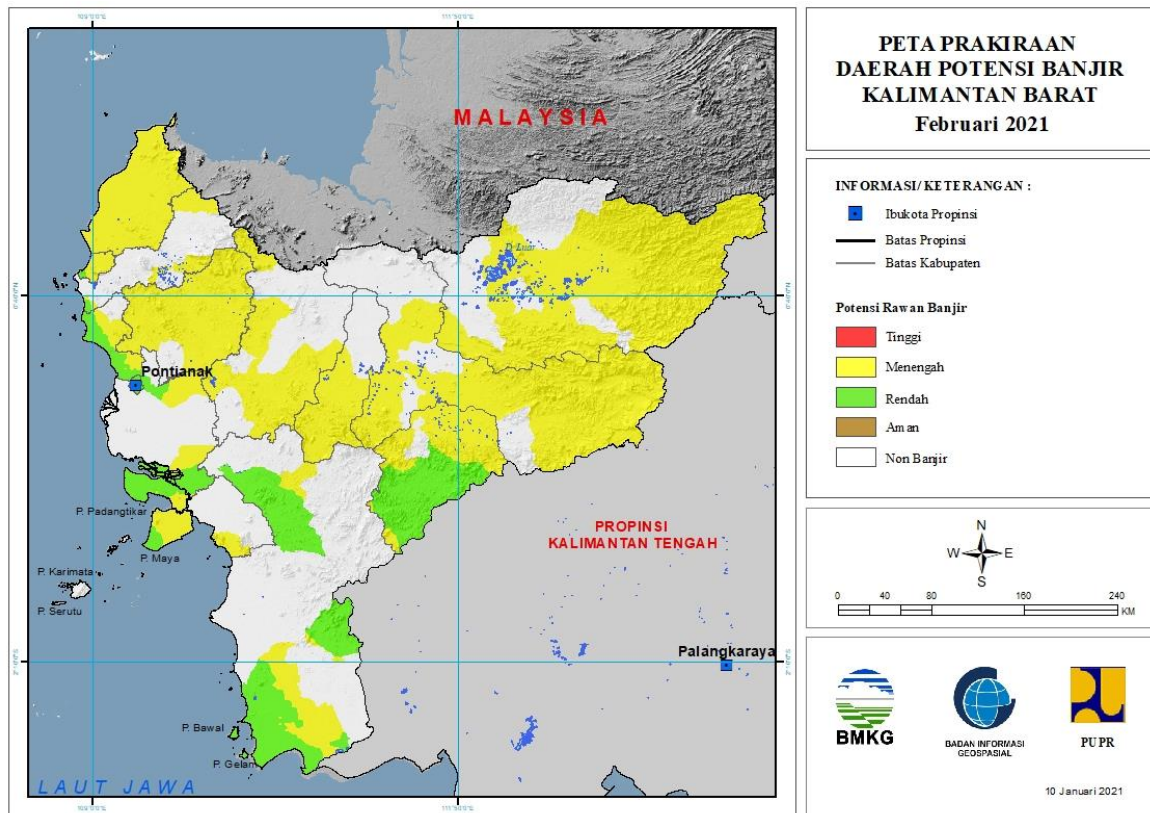 PETA PRAKIRAAN
DAERAH POTENSI BANJIR
KALIMANTAN BARAT
Februari 2021
INFORMASI/ KETERANGAN :
Ibukota Propinsi
Batas Propinsi
Batas Kabupaten
Potensi Rawan Banjir
Tinggi
Menengah
Rendah
Aman
Non Banjir
N
W E
S
0 40 80 160 240
KM
BMKG
BADAN INFORMASI
GEOSPASIAL
PUPR
10 Januari 2021
MALAYSIA
D. Luar
Pontianak
P. Padangtikar
P. Maya
P. Karimata
P. Serutu
PROPINSI
KALIMANTAN TENGAH
Palangkaraya
P. Bawal
P. Gelam
LAUT JAWA